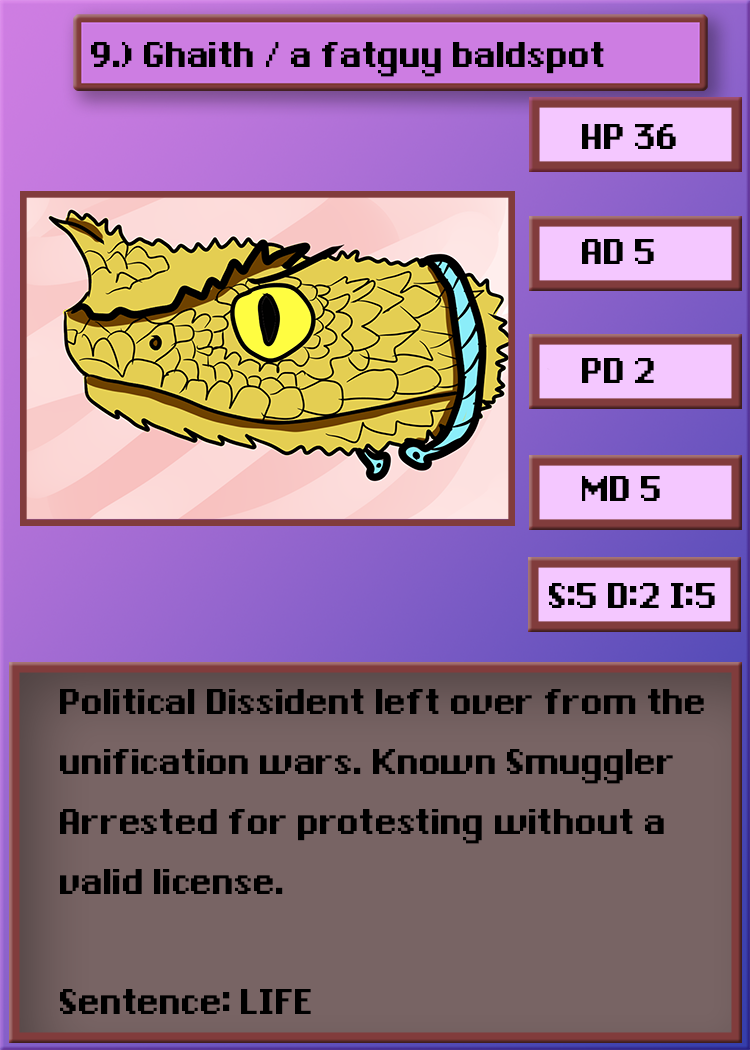 9.) Ghaith / a fatguy baldspot
HP 36
AD 5
PD 2
MD 5
S:5 D:2 I:5
Political Dissident left over from the
unification wars. Known Smuggler
Arrested for protesting without a
valid license.
Sentence: LIFE